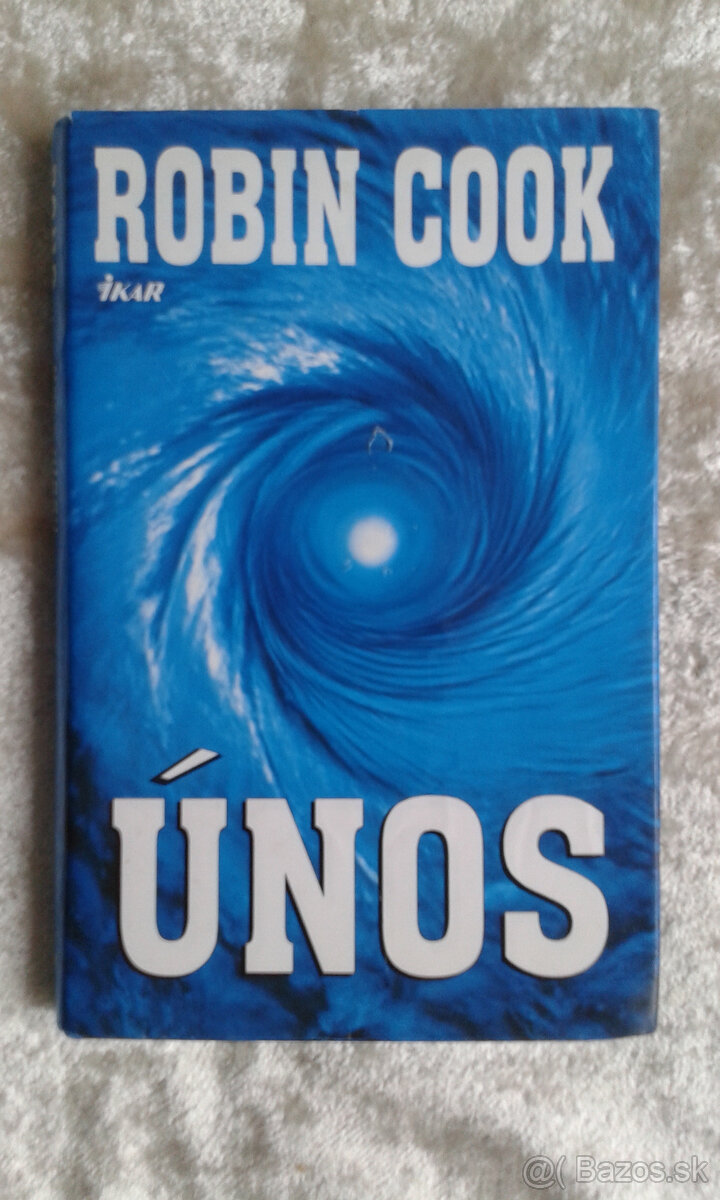 ROBIN COOK
iKAR
ÚNOS
@( Bazos.sk